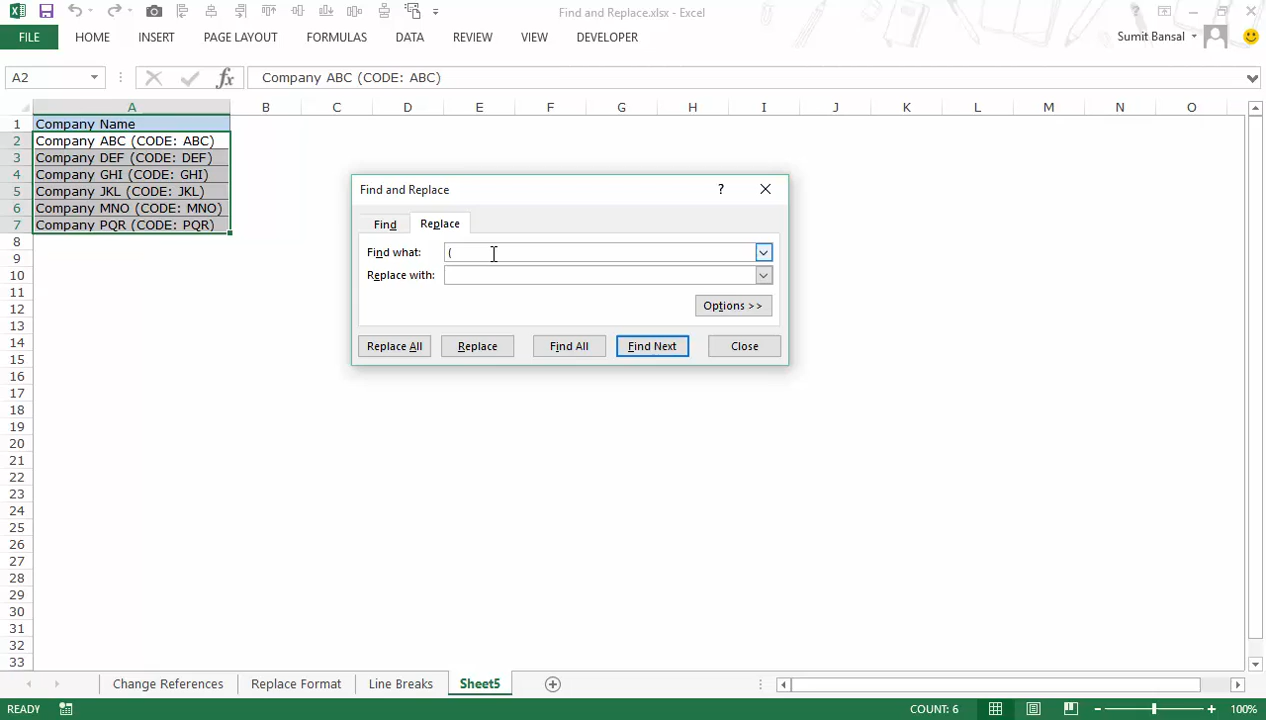 Find and Replace.xlsx - Excel
?
FILE HOME INSERT PAGE LAYOUT FORMULAS DATA REVIEW VIEW DEVELOPER Sumit Bansal
A2 fx Company ABC (CODE: ABC)
A B C D E F G H I J K L M N O
1 Company Name
2 Company ABC (CODE: ABC)
3 Company DEF (CODE: DEF)
4 Company GHI (CODE: GHI)
5 Company JKL (CODE: JKL)
6 Company MNO (CODE: MNO)
7 Company PQR (CODE: PQR)
8
9
10
11
12
13
14
15
16
17
18
19
20
21
22
23
24
25
26
27
28
29
30
31
32
33
Find and Replace ?
Find Replace
Find what: (
Replace with:
Options >>
Replace All Replace Find All Find Next Close
Change References Replace Format Line Breaks Sheet5
READY COUNT: 6 100%